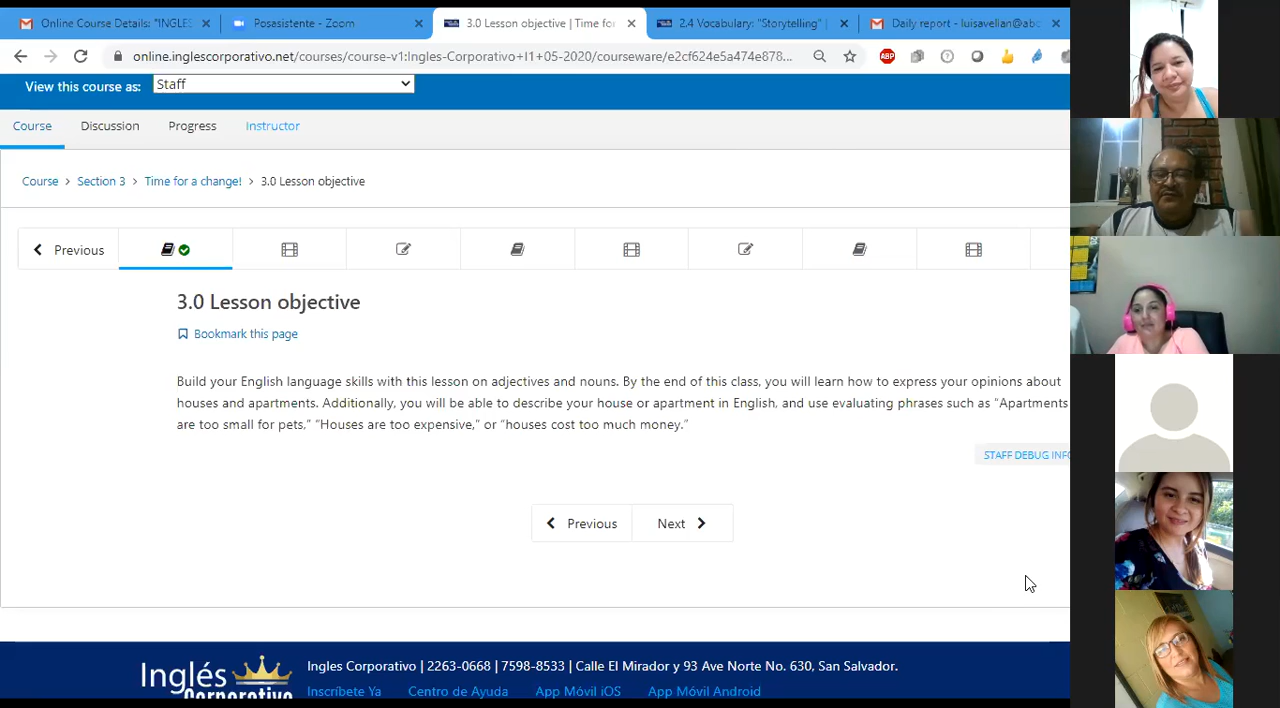 Online Course Details: "INGLES
Posasistente - Zoom
3.0 Lesson objective | Time for
2.4 Vocabulary: "Storytelling" |
Daily report - luisavelian@abc
online.inglescorporativo.net/courses/course-v1:Ingles-Corporativo+I1+05-2020/courseware/e2cf624e5a474e878...
ABP
View this course as: Staff
Course Discussion Progress Instructor
Course > Section 3 > Time for a change! > 3.0 Lesson objective
Previous
3.0 Lesson objective
Bookmark this page
Build your English language skills with this lesson on adjectives and nouns. By the end of this class, you will learn how to express your opinions about
houses and apartments. Additionally, you will be able to describe your house or apartment in English, and use evaluating phrases such as “Apartments
are too small for pets,” “Houses are too expensive,” or “houses cost too much money.”
STAFF DEBUG INFO
Previous Next
Inglés
Corporativo
Ingles Corporativo | 2263-0668 | 7598-8533 | Calle El Mirador y 93 Ave Norte No. 630, San Salvador.
Inscríbete Ya Centro de Ayuda App Móvil iOS App Móvil Android